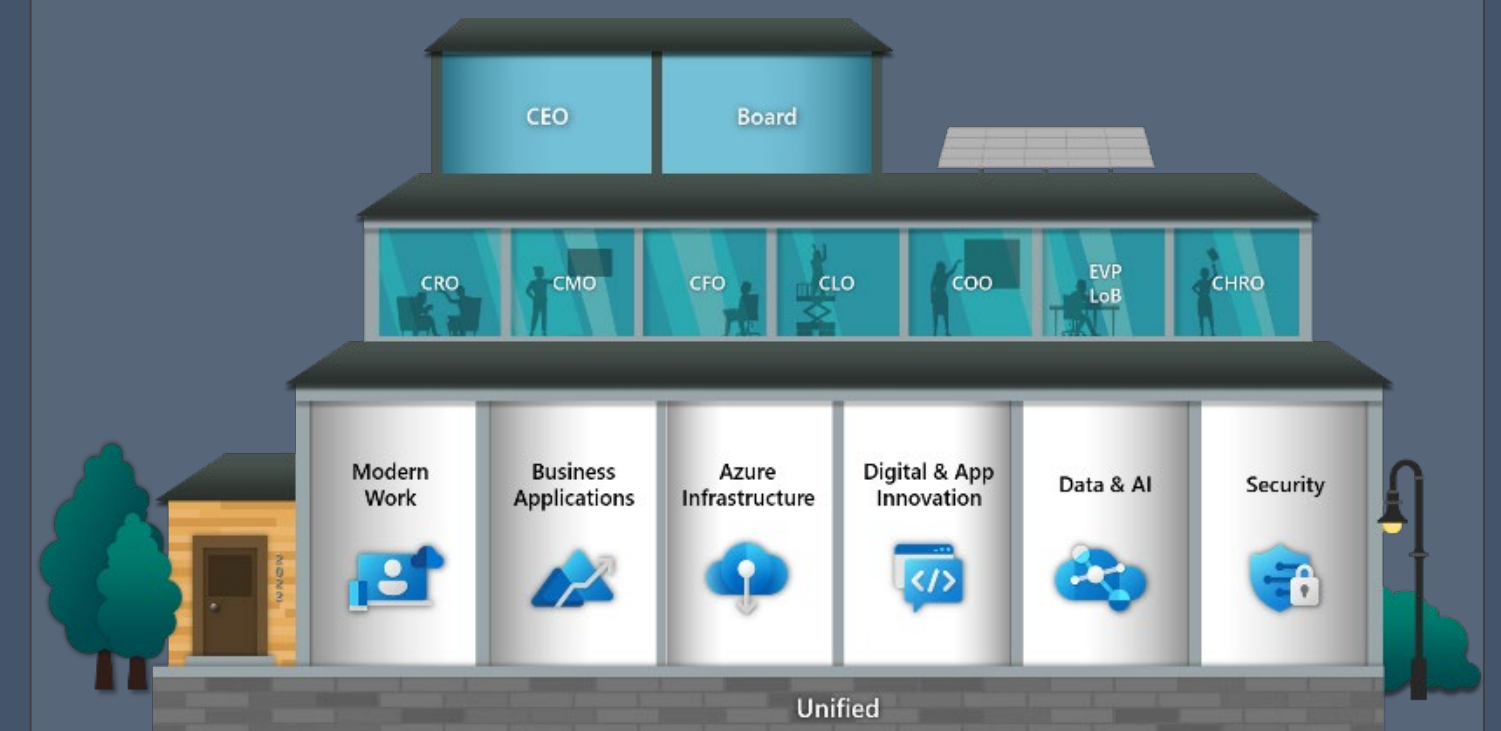 CEO
Board
CRO
CMO
CFO
CLO
COO
EVP
LoB
CHRO
Modern
Work
Business
Applications
Azure
Infrastructure
Digital & App
Innovation
Data & AI
Security
2022
Unified